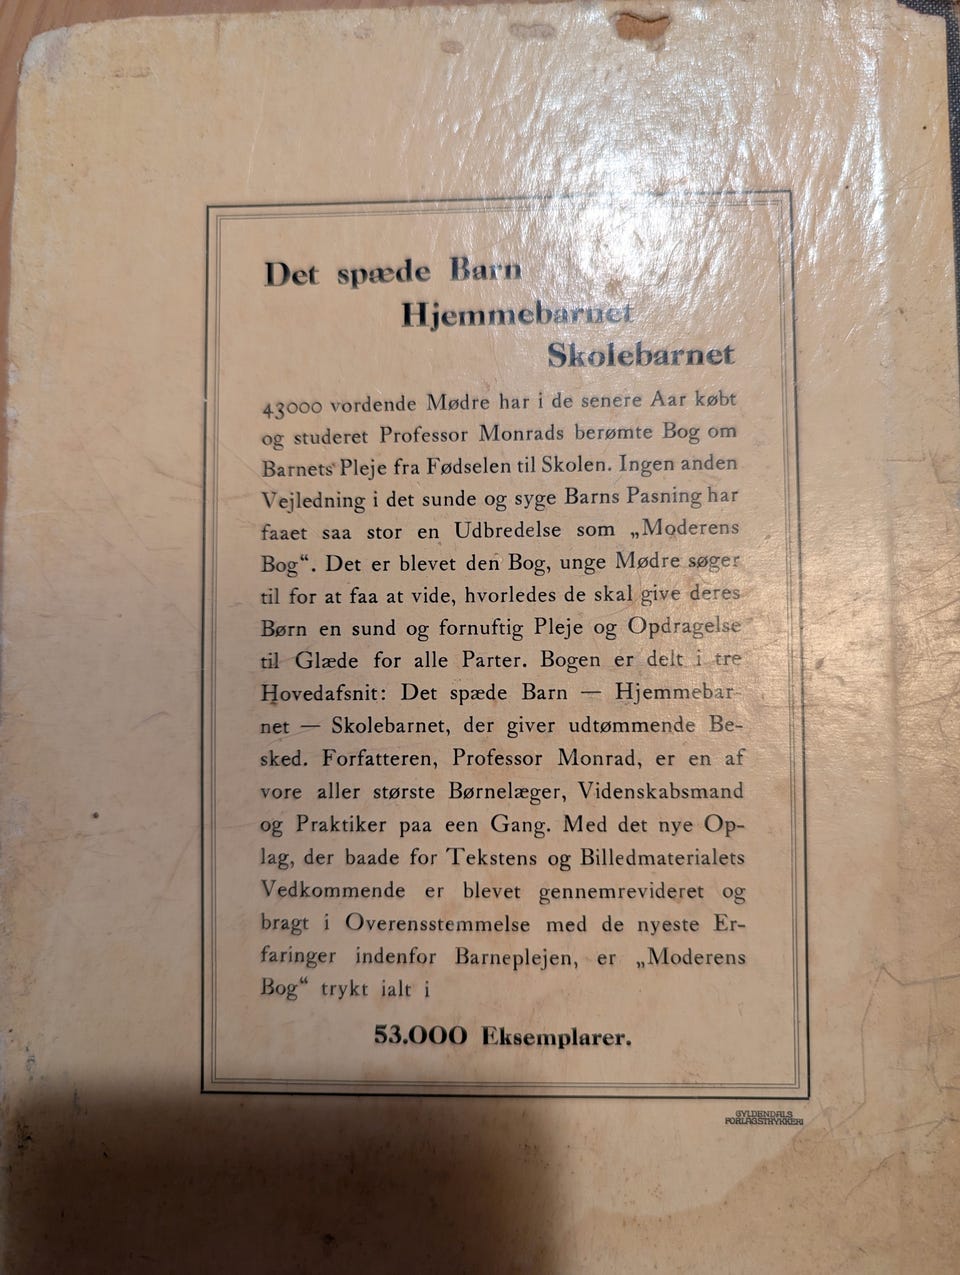 Det spæde Barn
Hjemmebarnet
Skolebarnet
43000 vordende Mødre har i de senere Aar købt
og studeret Professor Monrads berømte Bog om
Barnets Pleje fra Fødselen til Skolen. Ingen anden
Vejledning i det sunde og syge Barns Pasning har
faaet saa stor en Udbredelse som „Moderens
Bog“. Det er blevet den Bog, unge Mødre søger
til for at faa at vide, hvorledes de skal give deres
Børn en sund og fornuftig Pleje og Opdragelse
til Glæde for alle Parter. Bogen er delt i tre
Hovedafsnit: Det spæde Barn — Hjemmebar-
net — Skolebarnet, der giver udtømmende Be-
sked. Forfatteren, Professor Monrad, er en af
vore aller største Børnelæger, Videnskabsmand
og Praktiker paa een Gang. Med det nye Op-
lag, der baade for Tekstens og Billedmaterialets
Vedkommende er blevet gennemrevideret og
bragt i Overensstemmelse med de nyeste Er-
faringer indenfor Barneplejen, er „Moderens
Bog“ trykt ialt i
53.000 Eksemplarer.
GYLDENDALS
FORLAGSTRYKKERI